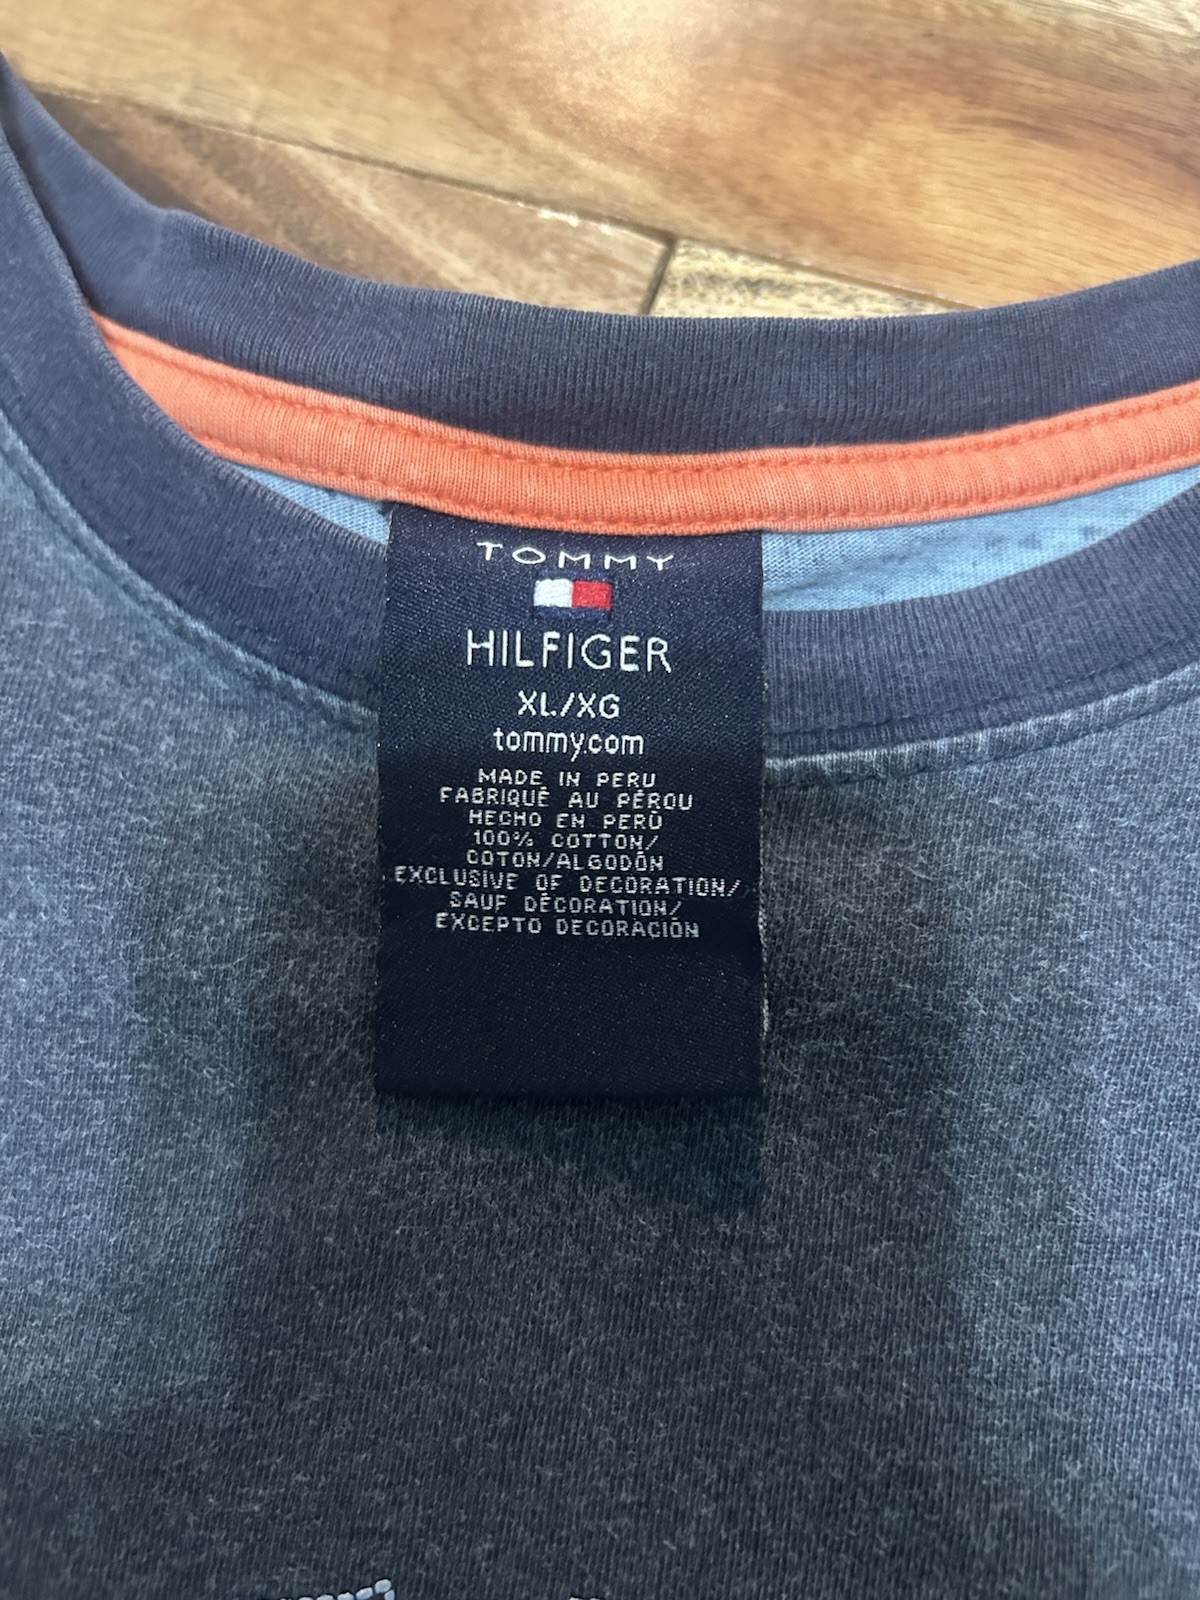 TOMMY
HILFIGER
XL/XG
tommy.com
MADE IN PERU
FABRIQUÉ AU PÉROU
HECHO EN PERÚ
100% COTTON/
COTON/ALGODÓN
EXCLUSIVE OF DECORATION/
SAUF DÉCORATION/
EXCEPTO DECORACIÓN